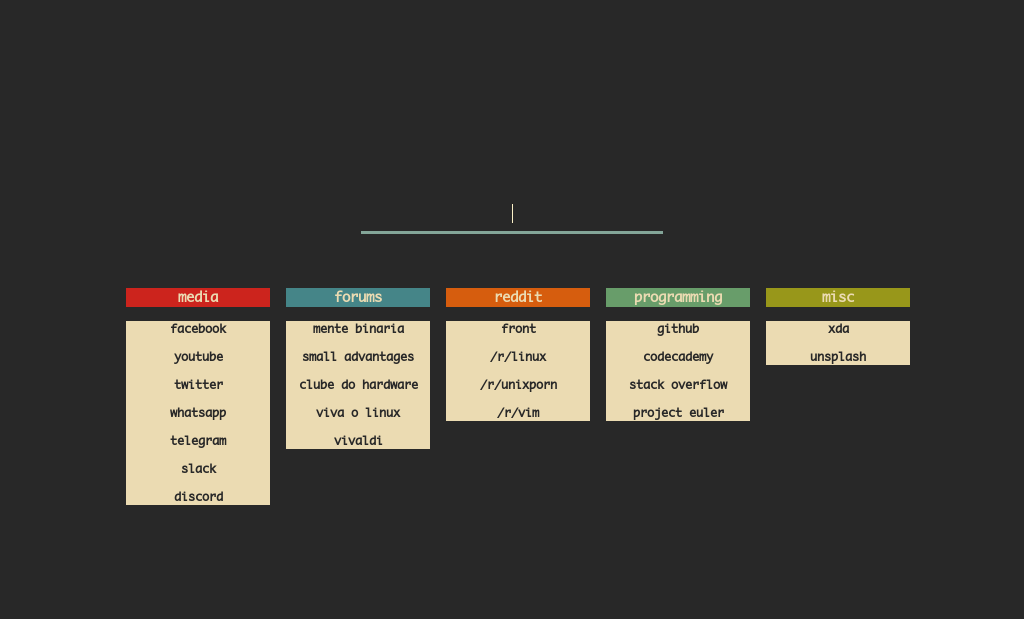 media
facebook
youtube
twitter
whatsapp
telegram
slack
discord
forums
mente binaria
small advantages
clube do hardware
viva o linux
vivaldi
reddit
front
/r/linux
/r/unixporn
/r/vim
programming
github
codecademy
stack overflow
project euler
misc
xda
unsplash